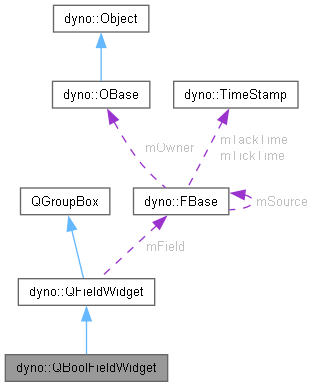 dyno::Object
dyno::OBase
dyno::TimeStamp
mOwner
mTackTime
mTickTime
QGroupBox
dyno::FBase
mSource
mField
dyno::QFieldWidget
dyno::QBoolFieldWidget